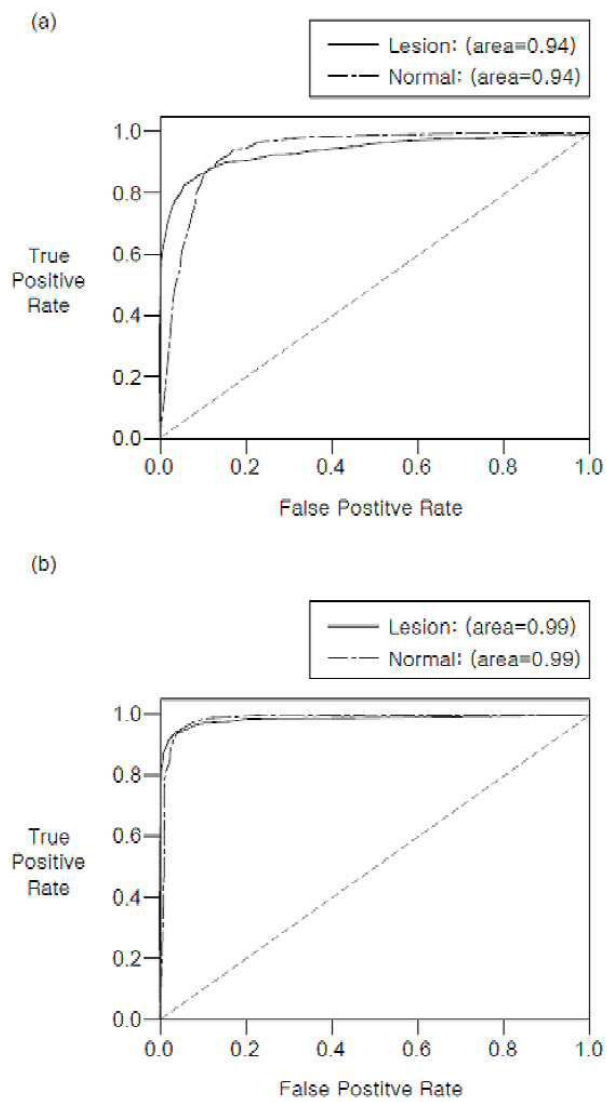 (a)
Lesion: (area=0.94)
Normal: (area=0.94)
1.0
0.8
0.6
0.4
0.2
0.0
True
Positive
Rate
0.0 0.2 0.4 0.6 0.8 1.0
False Positve Rate
(b)
Lesion: (area=0.99)
Normal: (area=0.99)
1.0
0.8
0.6
0.4
0.2
0.0
True
Positive
Rate
0.0 0.2 0.4 0.6 0.8 1.0
False Positve Rate